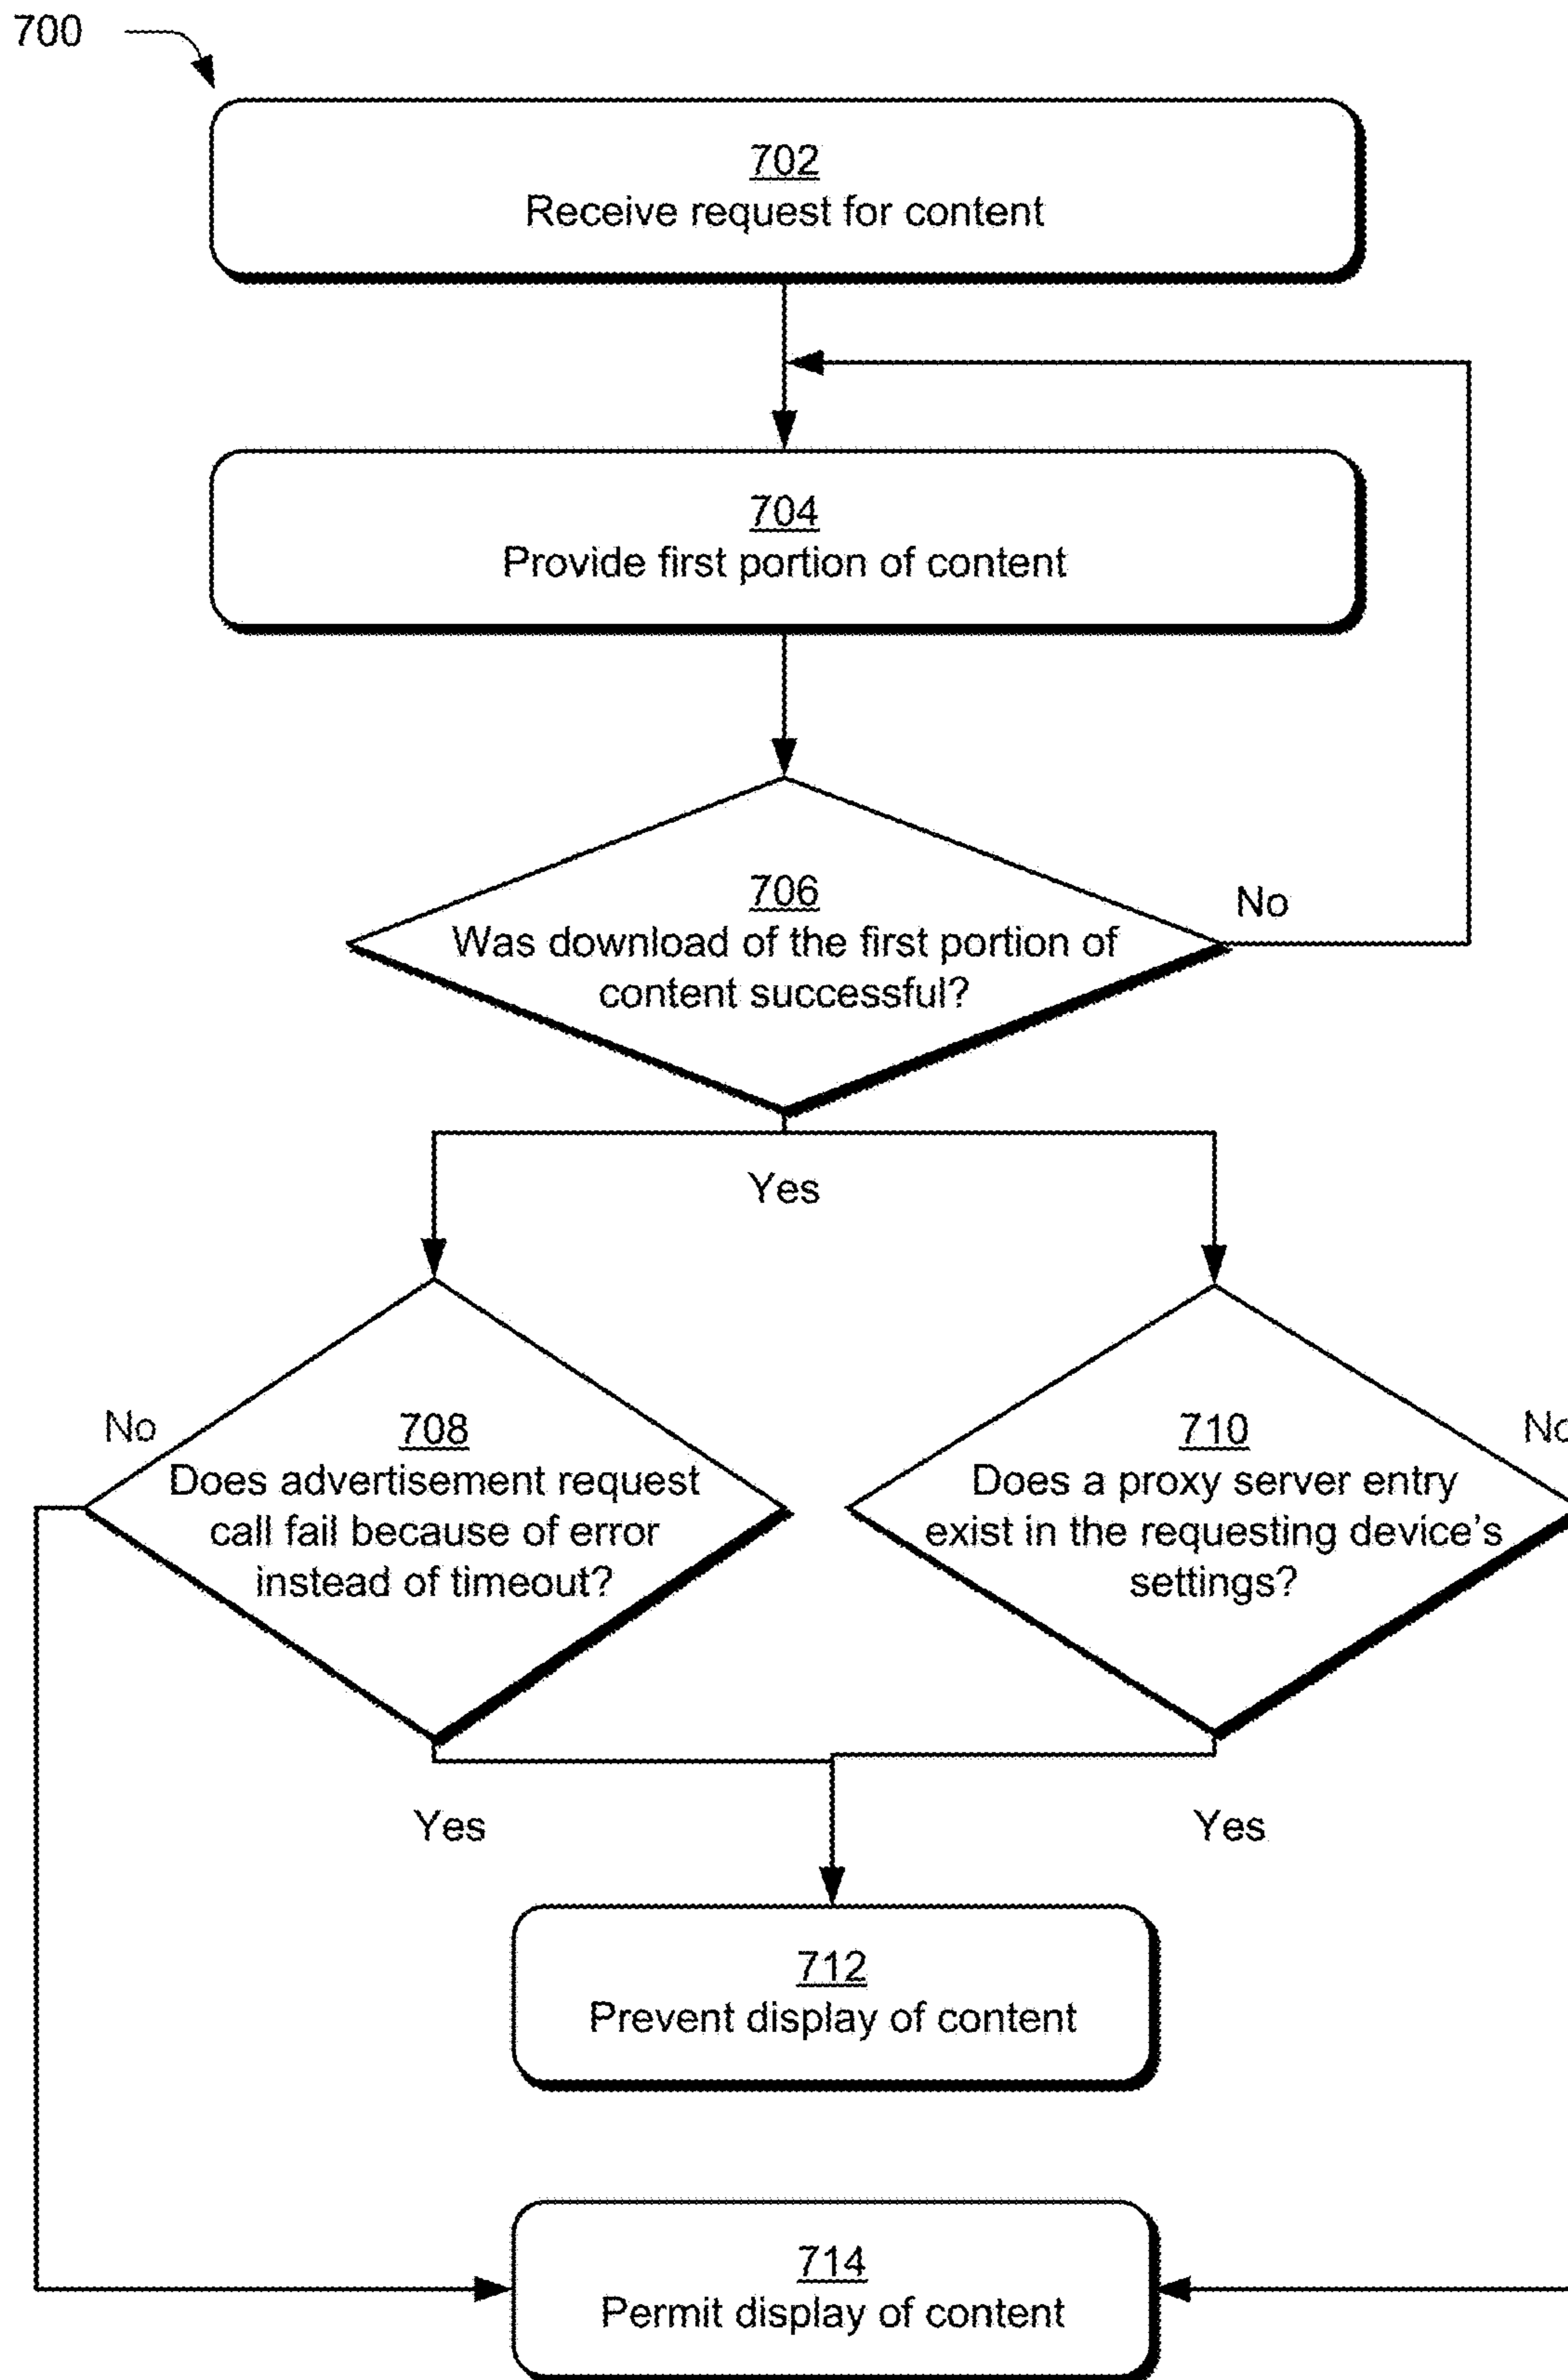 700
702
Receive request for content
704
Provide first portion of content
706
Was download of the first portion of
content successful?
No
Yes
No
708
Does advertisement request
call fail because of error
instead of timeout?
710
Does a proxy server entry
exist in the requesting device's
settings?
No
Yes
Yes
712
Prevent display of content
714
Permit display of content